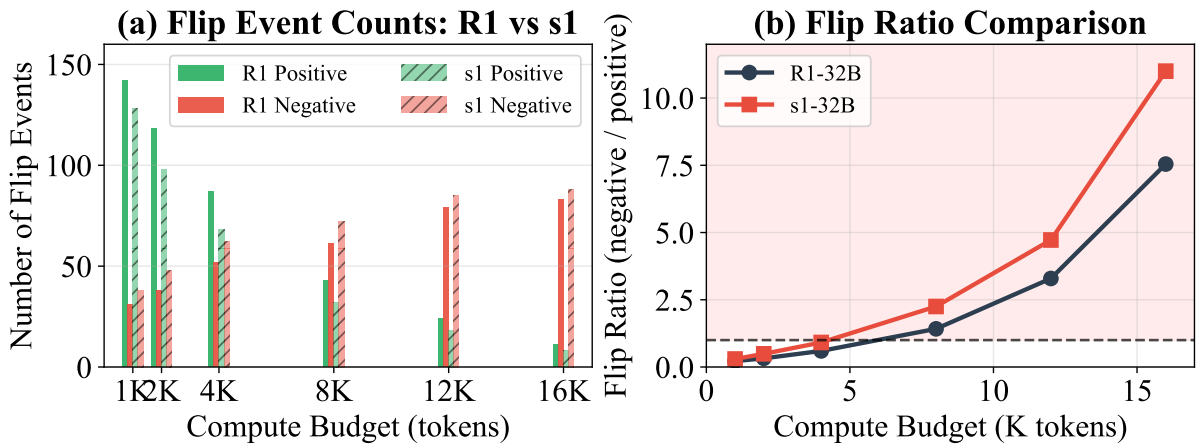 (a) Flip Event Counts: R1 vs s1
Number of Flip Events
150
100
50
0
R1 Positive
R1 Negative
s1 Positive
s1 Negative
1K 2K 4K 8K 12K 16K
Compute Budget (tokens)
(b) Flip Ratio Comparison
Flip Ratio (negative / positive)
10.0
7.5
5.0
2.5
0.0
R1-32B
s1-32B
0 5 10 15
Compute Budget (K tokens)